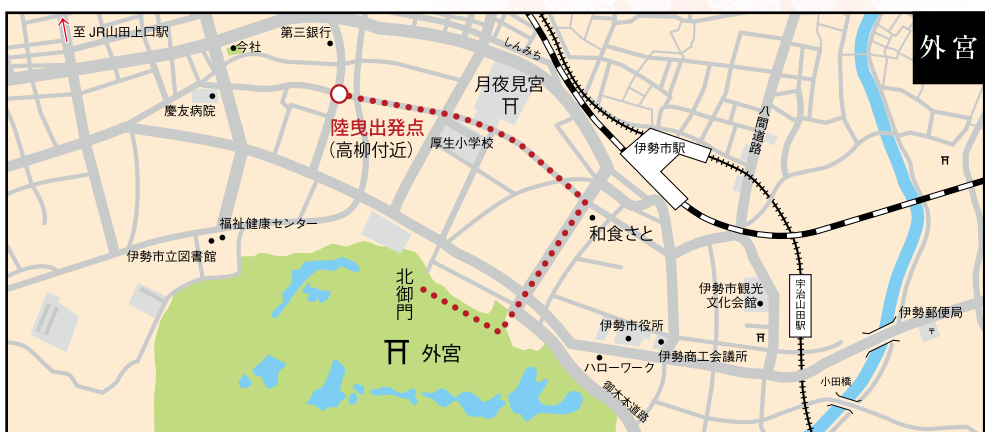 至 JR山田上口駅
今社
第三銀行
しんみち
外宮
月夜見宮
慶友病院
八間道路
陸曳出発点
(高柳付近)
厚生小学校
伊勢市駅
福祉健康センター
和食さと
伊勢市立図書館
北御門
伊勢市観光
文化会館
宇治山田駅
伊勢郵便局
〒
伊勢市役所
外宮
伊勢商工会議所
ハローワーク
小田橋
御木本道路